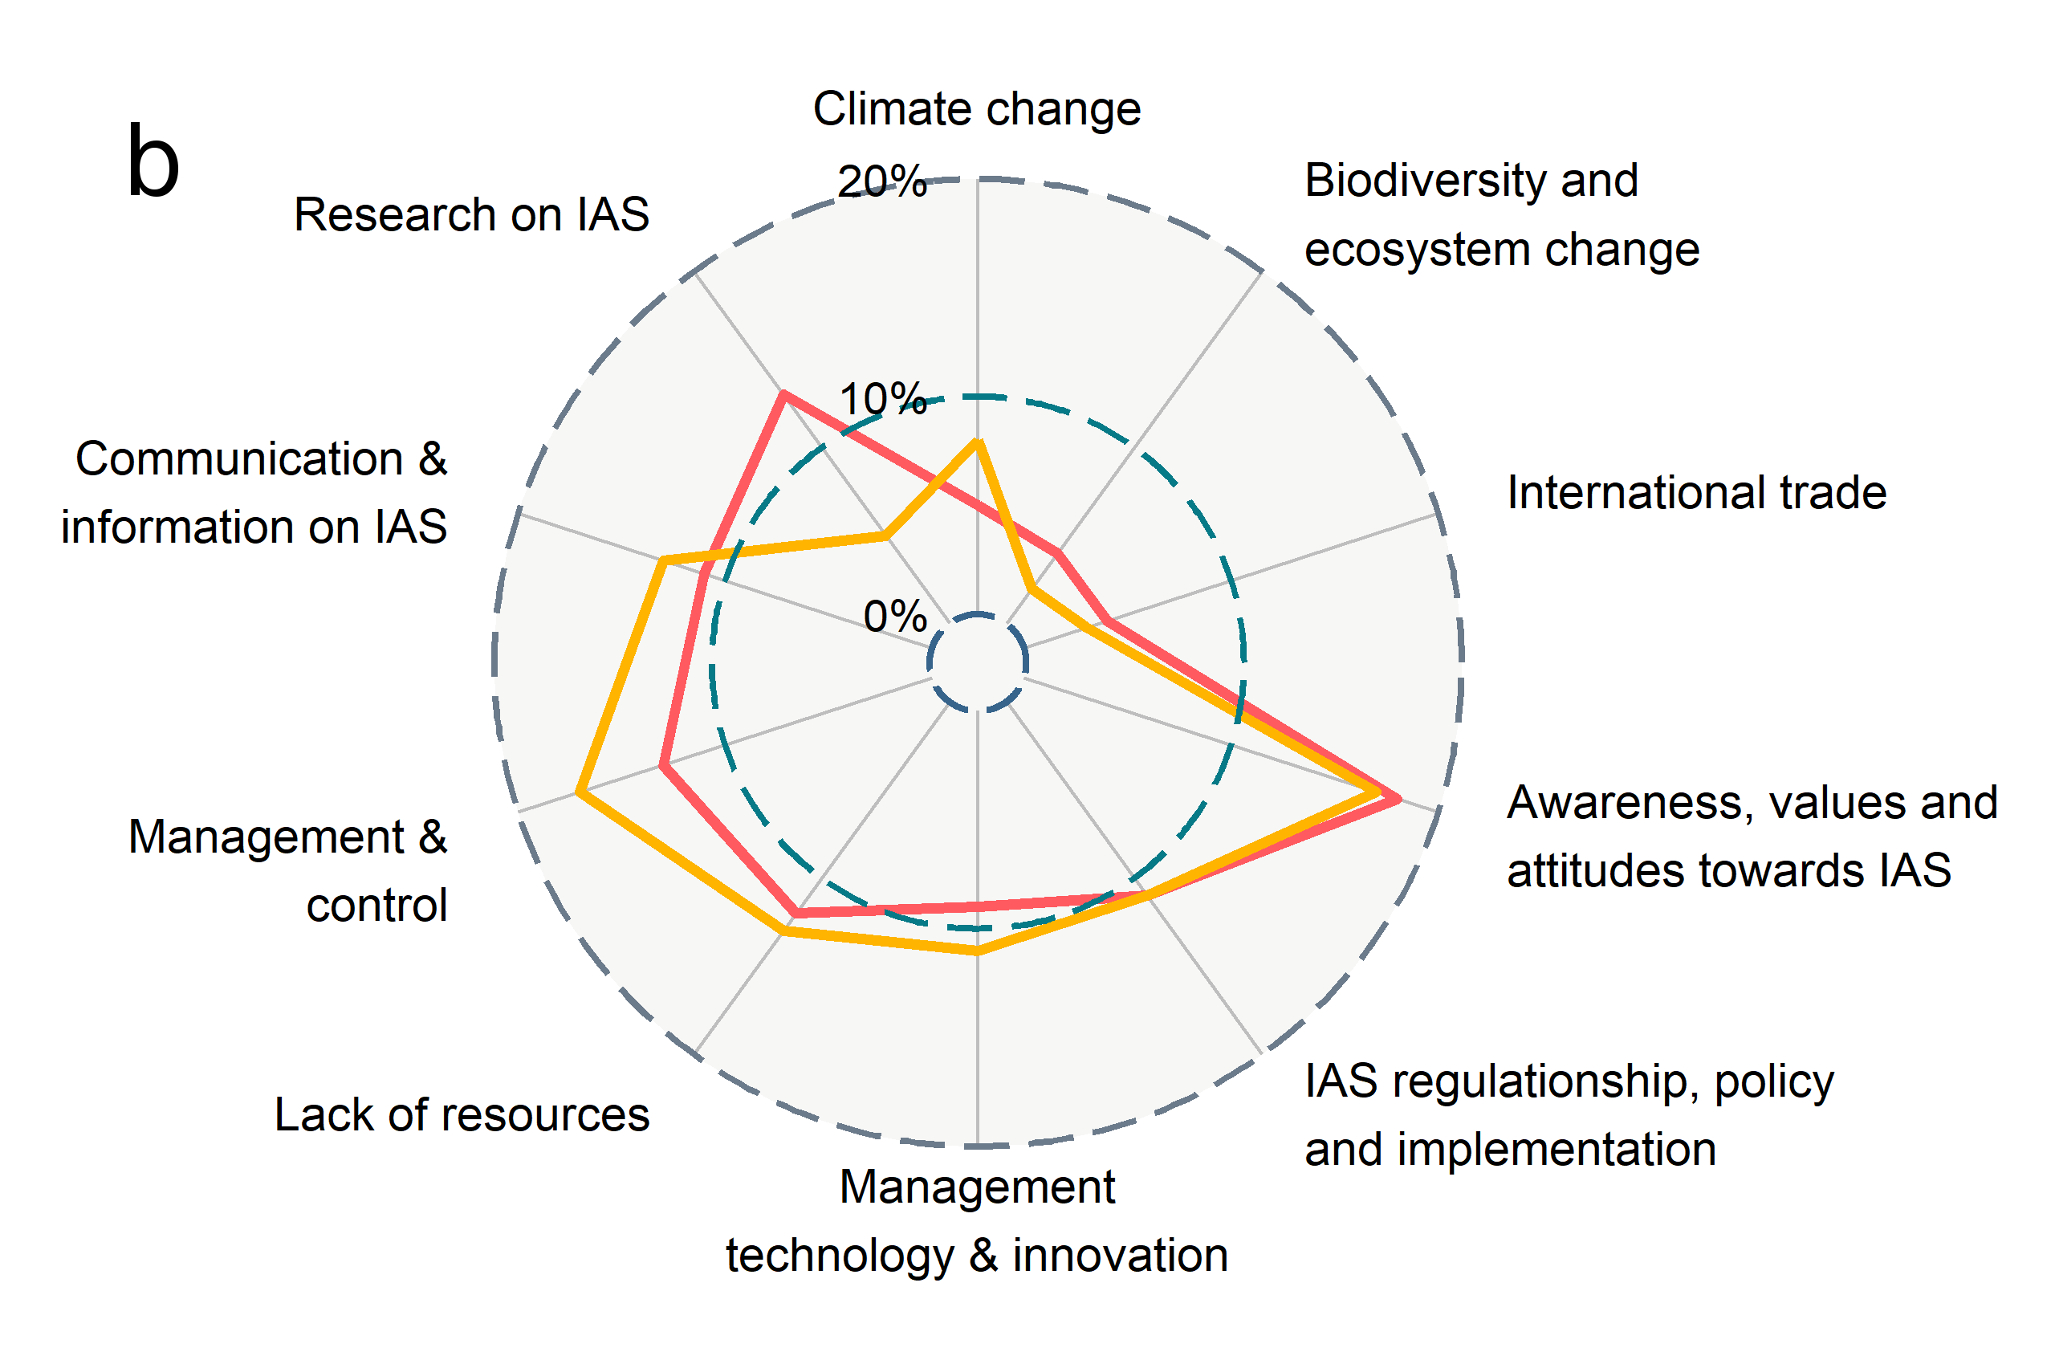 b
Climate change
20%
10%
0%
Biodiversity and
ecosystem change
International trade
Awareness, values and
attitudes towards IAS
IAS regulationship, policy
and implementation
Management
technology & innovation
Lack of resources
Management &
control
Communication &
information on IAS
Research on IAS